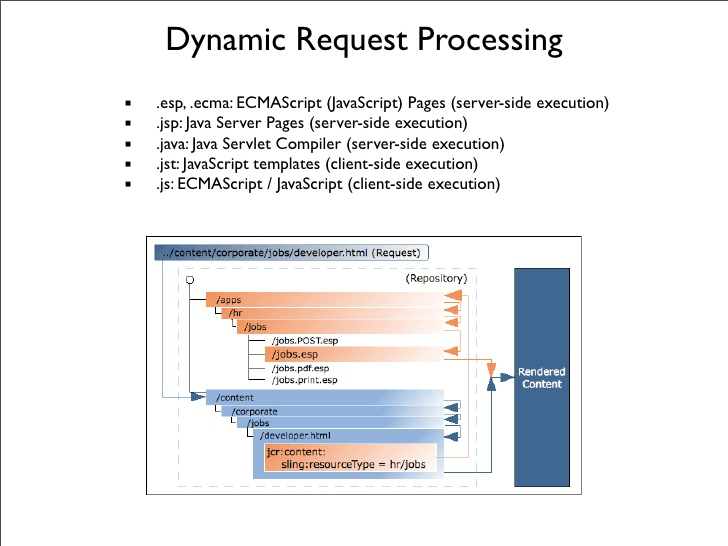 Dynamic Request Processing
▪ .esp, .ecma: ECMAScript (JavaScript) Pages (server-side execution)
▪ .jsp: Java Server Pages (server-side execution)
▪ .java: Java Servlet Compiler (server-side execution)
▪ .jst: JavaScript templates (client-side execution)
▪ .js: ECMAScript / JavaScript (client-side execution)
../content/corporate/jobs/developer.html (Request)
(Repository)
/apps
/hr
/jobs
/jobs.POST.esp
/jobs.esp
/jobs.pdf.esp
/jobs.print.esp
Rendered
Content
/content
/corporate
/jobs
/developer.html
jcr:content:
sling:resourceType = hr/jobs